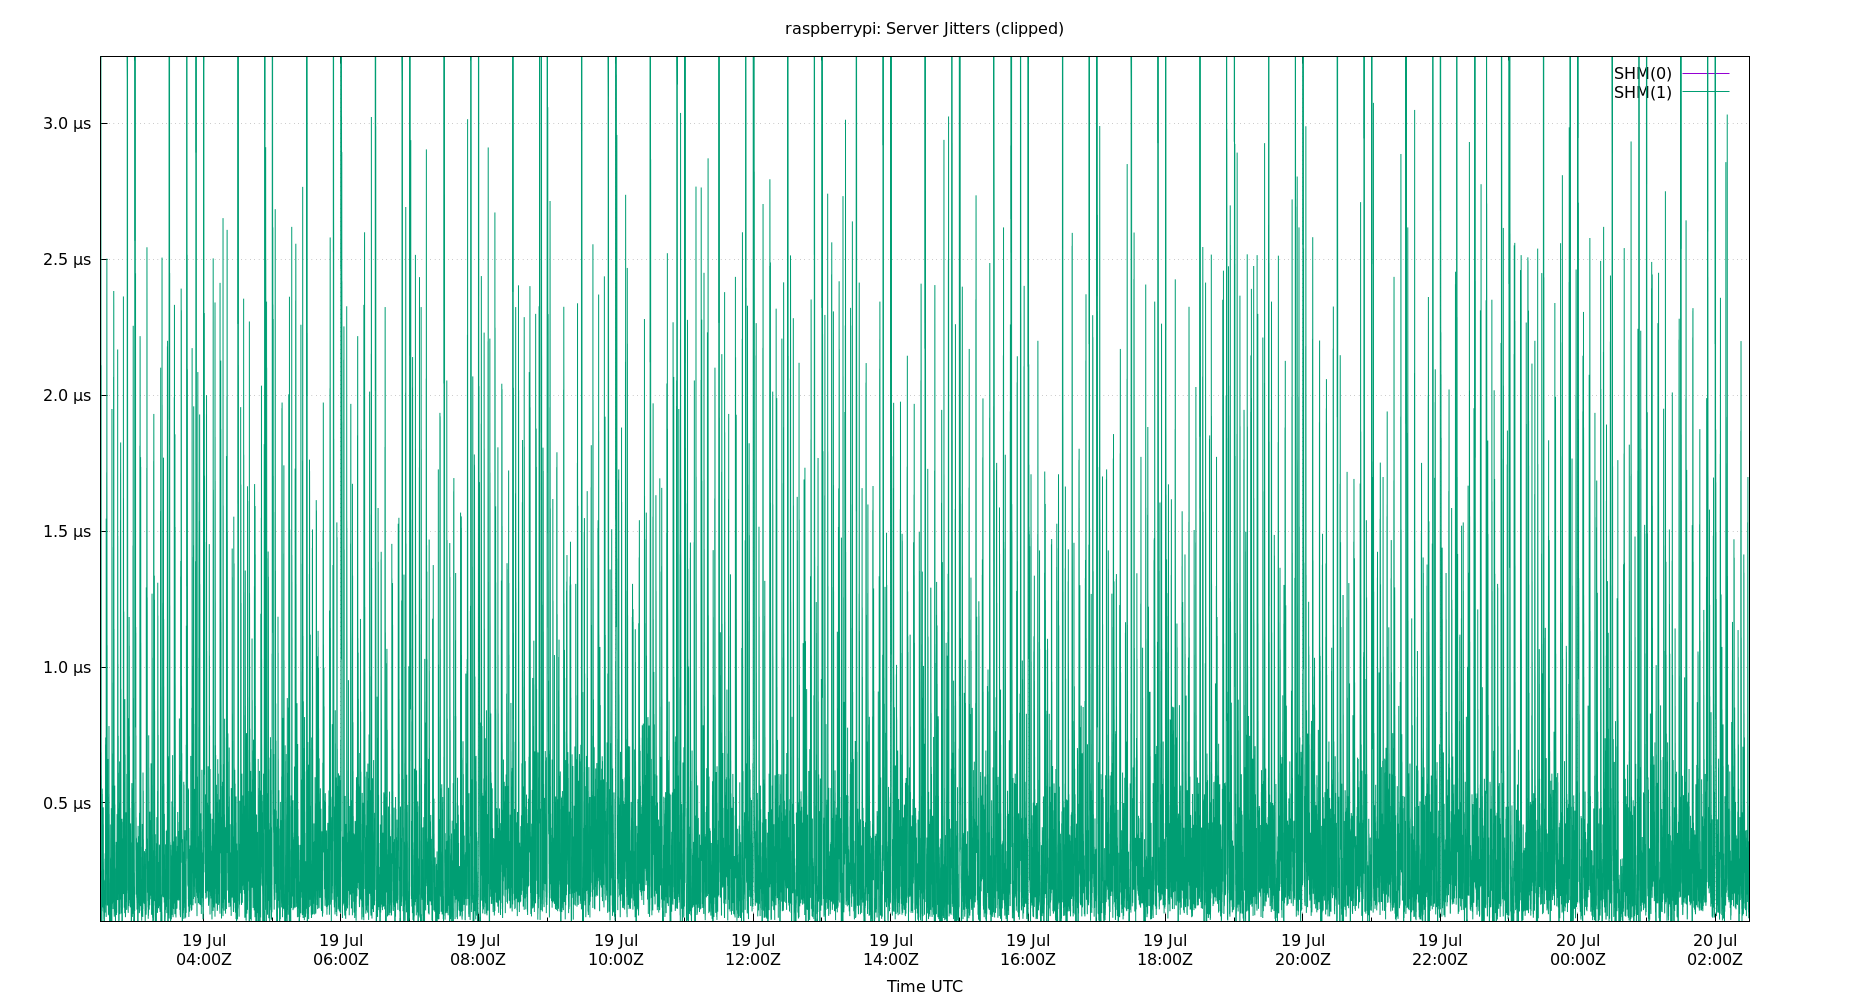 raspberrypi: Server Jitters (clipped)
SHM(0)
SHM(1)
3.0 µs
2.5 µs
2.0 µs
1.5 µs
1.0 µs
0.5 µs
19 Jul 19 Jul 19 Jul 19 Jul 19 Jul 19 Jul 19 Jul 19 Jul 19 Jul 19 Jul 20 Jul 20 Jul
04:00Z 06:00Z 08:00Z 10:00Z 12:00Z 14:00Z 16:00Z 18:00Z 20:00Z 22:00Z 00:00Z 02:00Z
Time UTC